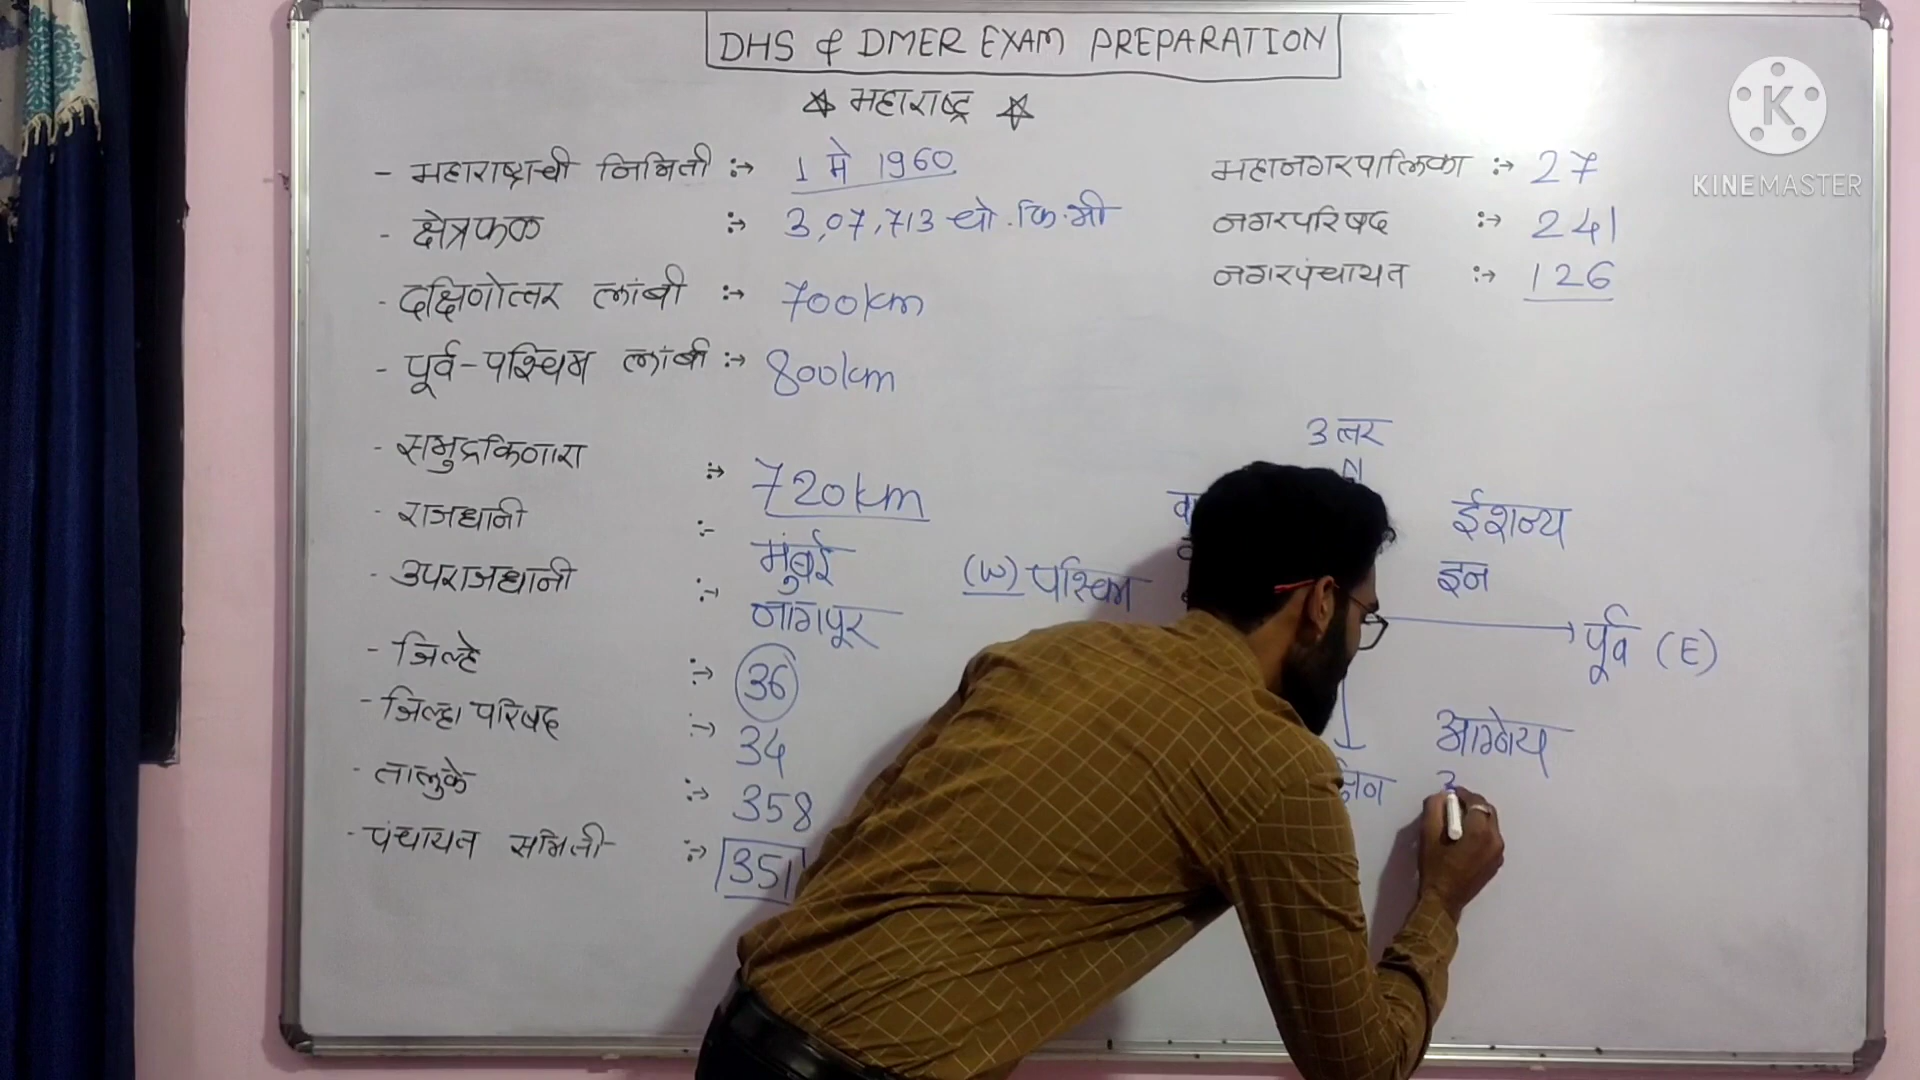 DHS & DMER EXAM PREPARATION
☆ महाराष्ट्र ☆
- महाराष्ट्राची निर्मिती :→ 1 मे 1960
- क्षेत्रफळ :→ 3,07,713 चौ. कि.मी
- दक्षिणोत्तर लांबी :→ 700km
- पूर्व-पश्चिम लांबी :→ 800km
- समुद्रकिनारा :→ 720km
- राजधानी :- मुंबई
- उपराजधानी :- नागपूर
- जिल्हे :→ 36
- जिल्हा परिषद :→ 34
- तालुके :→ 358
- पंचायत समिती :→ 351
महानगरपालिका :→ 27
नगरपरिषद :→ 241
नगरपंचायत :→ 126
उत्तर
N
ईशान्य
इन
(W) पश्चिम
पूर्व (E)
आग्नेय
KINEMASTER